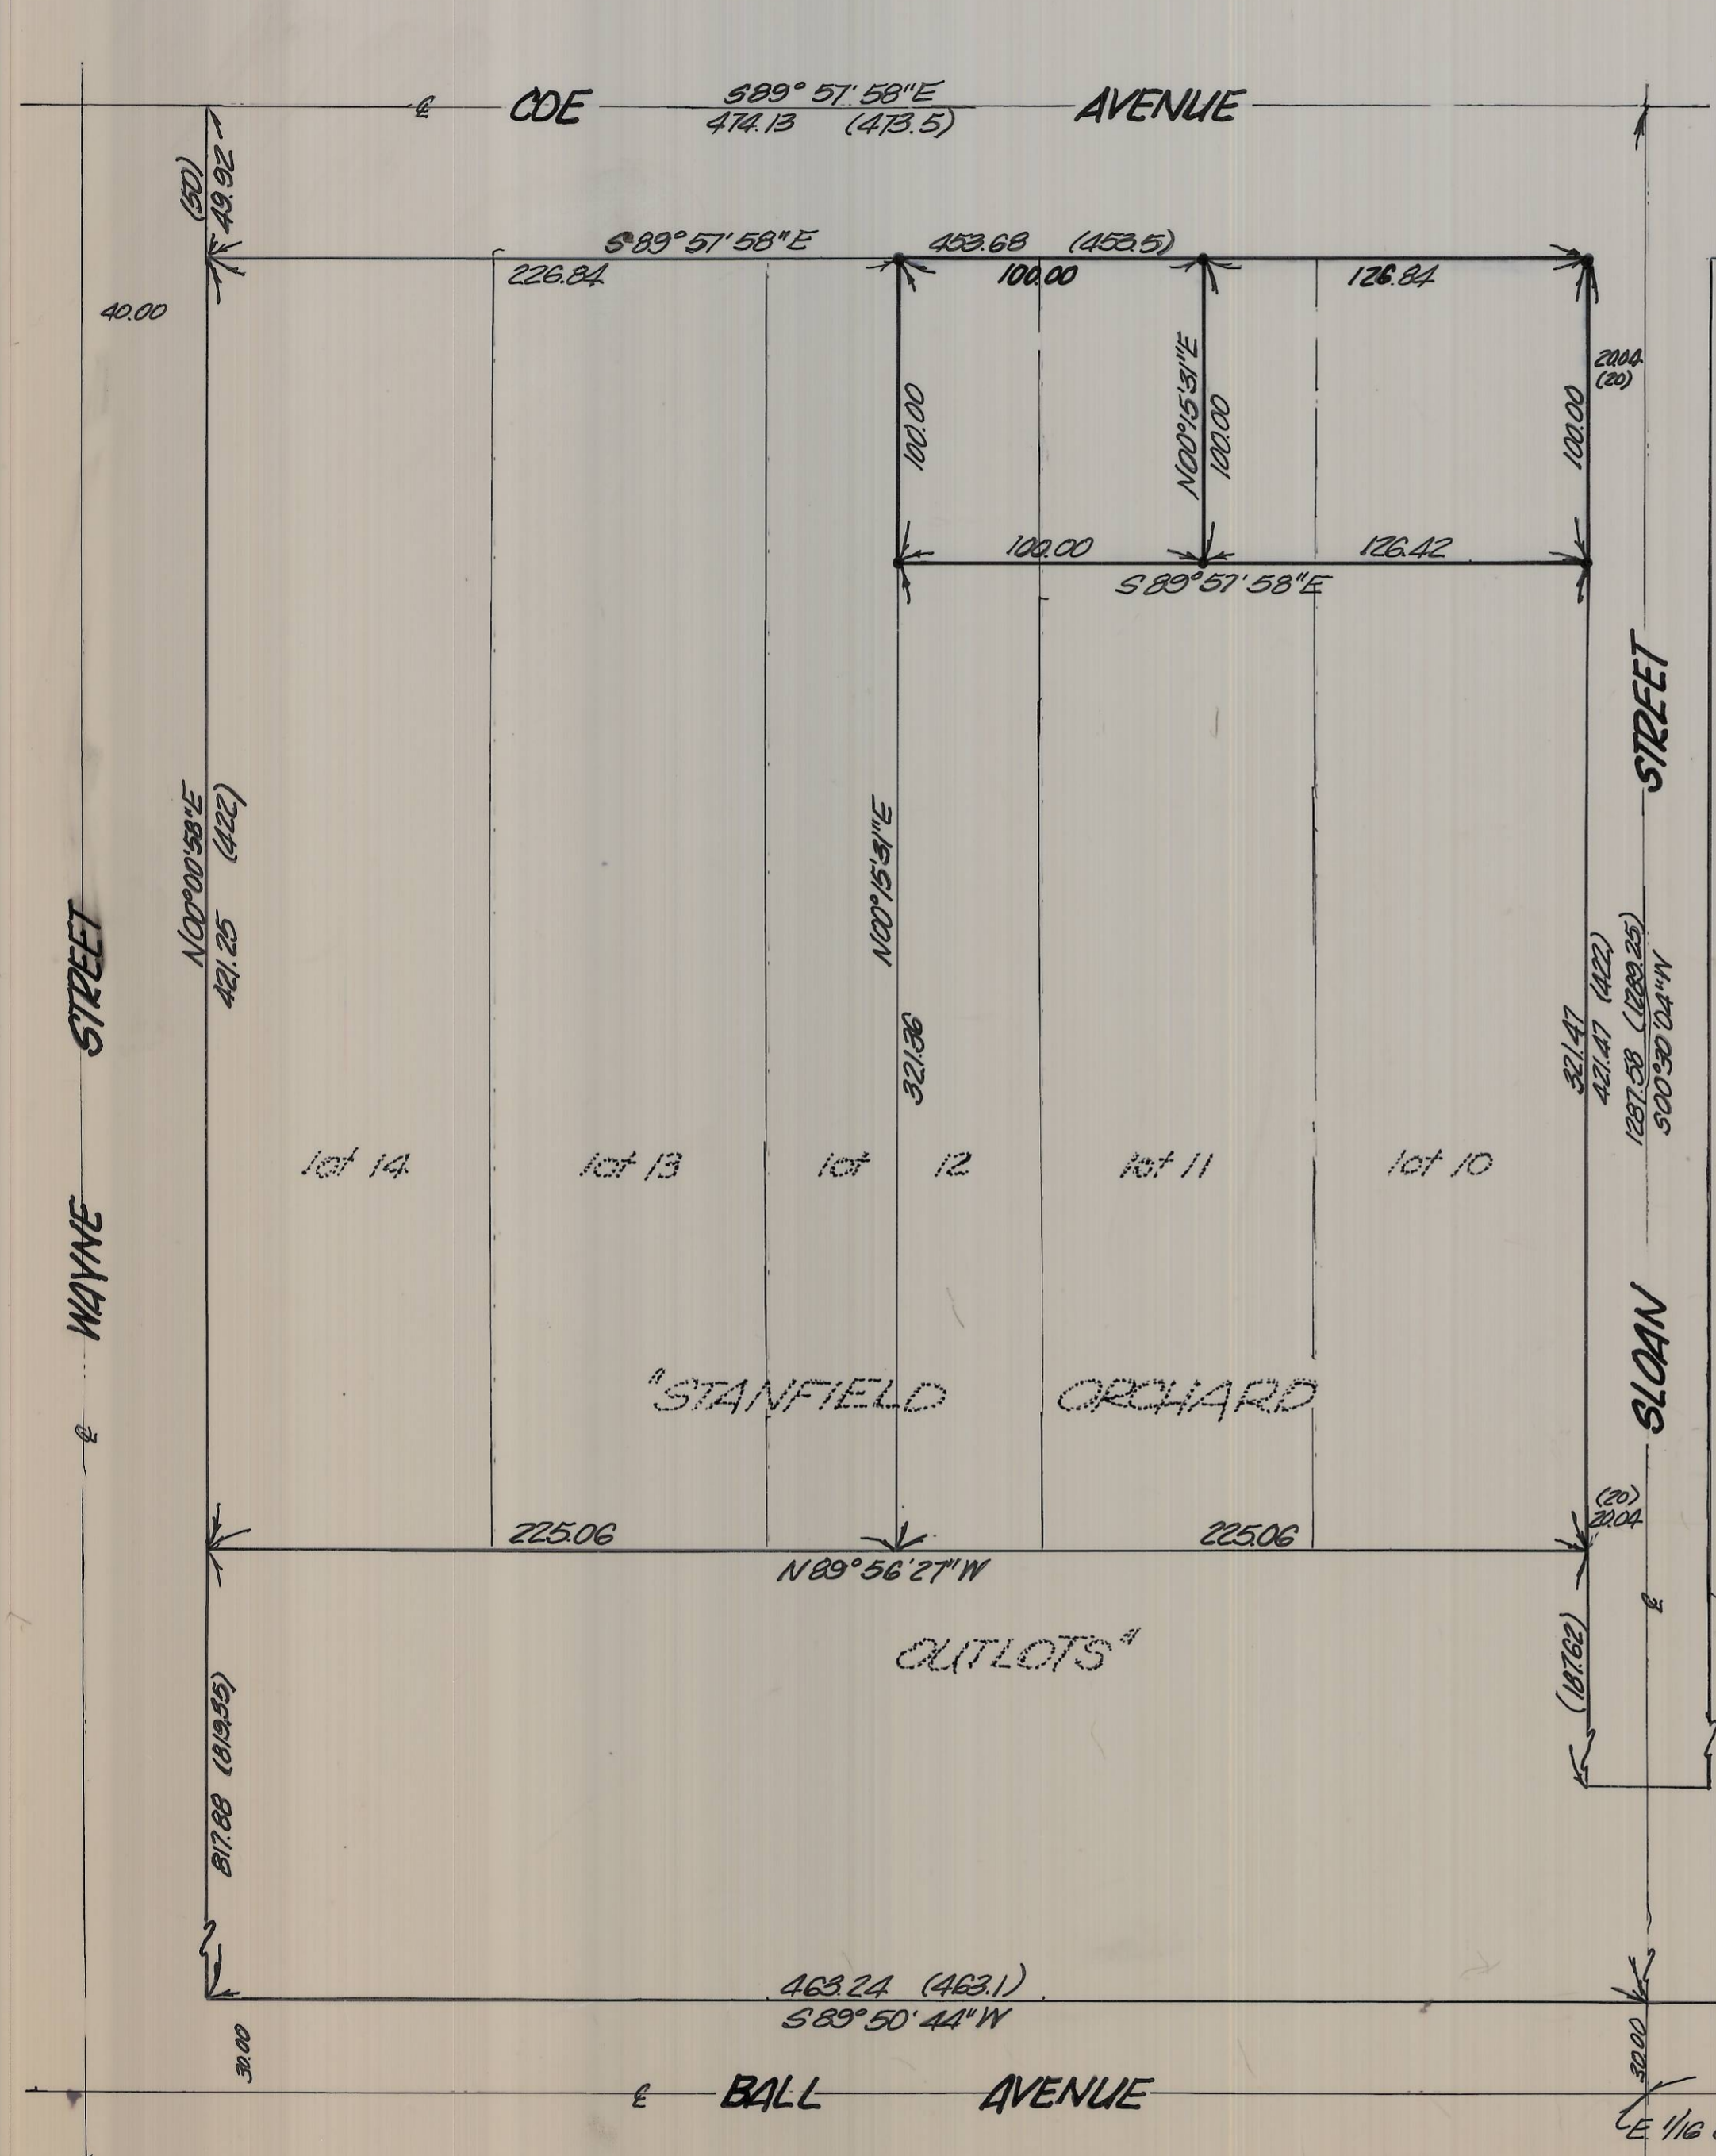 ℄ COE S89°57'58"E AVENUE
474.13 (473.5)
(50)
49.92
S89°57'58"E 453.68 (453.5)
226.84 100.00 126.84
40.00
N00°15'31"E
100.00
100.00
100.00
20.04
(20)
100.00 126.42
S89°57'58"E
STREET
N00°00'58"E
421.25 (422)
N00°15'31"E
321.36
321.47
421.47 (422)
1287.58 (1289.25)
S00°30'04"W
WAYNE STREET
℄
lot 14 lot 13 lot 12 lot 11 lot 10
"STANFIELD ORCHARD
SLOAN
(20)
20.04
225.06 225.06
N89°56'27"W
℄
OUTLOTS"
(187.62)
817.88 (819.35)
463.24 (463.1)
S89°50'44"W
30.00
30.00
℄ BALL AVENUE
E 1/16